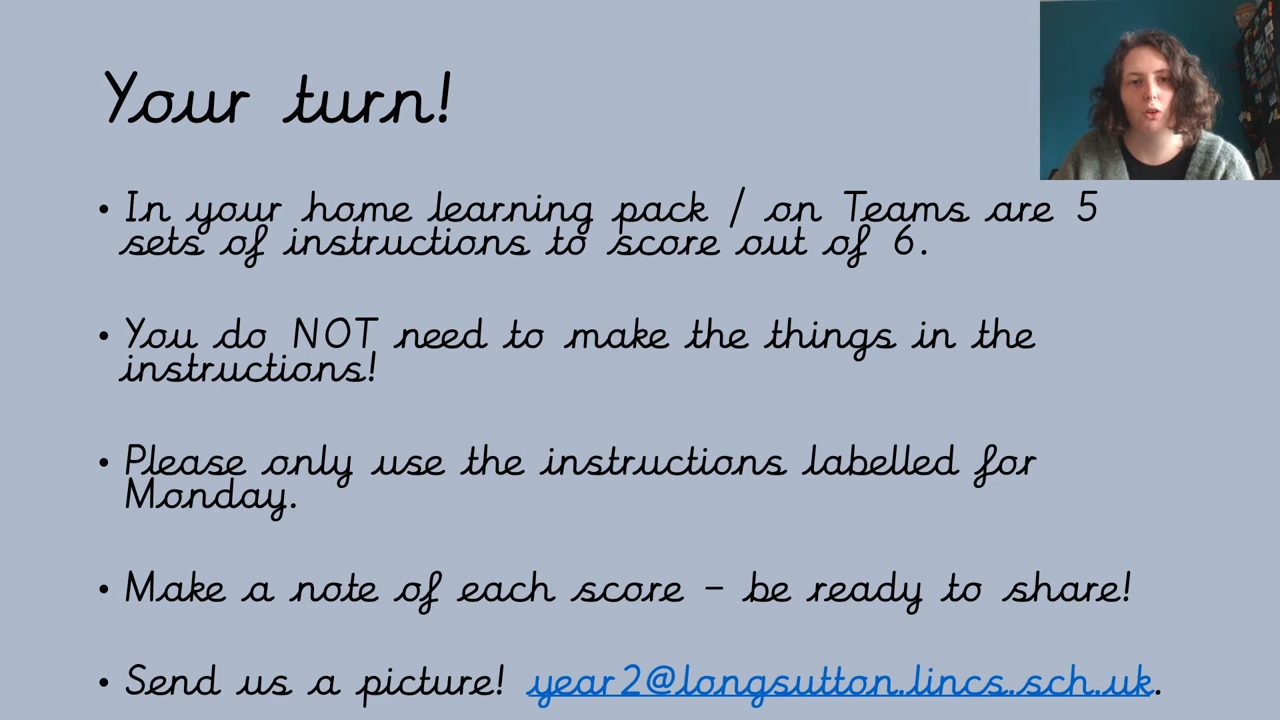 Your turn!
• In your home learning pack / on Teams are 5
sets of instructions to score out of 6.
• You do NOT need to make the things in the
instructions!
• Please only use the instructions labelled for
Monday.
• Make a note of each score – be ready to share!
• Send us a picture! year2@longsutton.lincs.sch.uk.